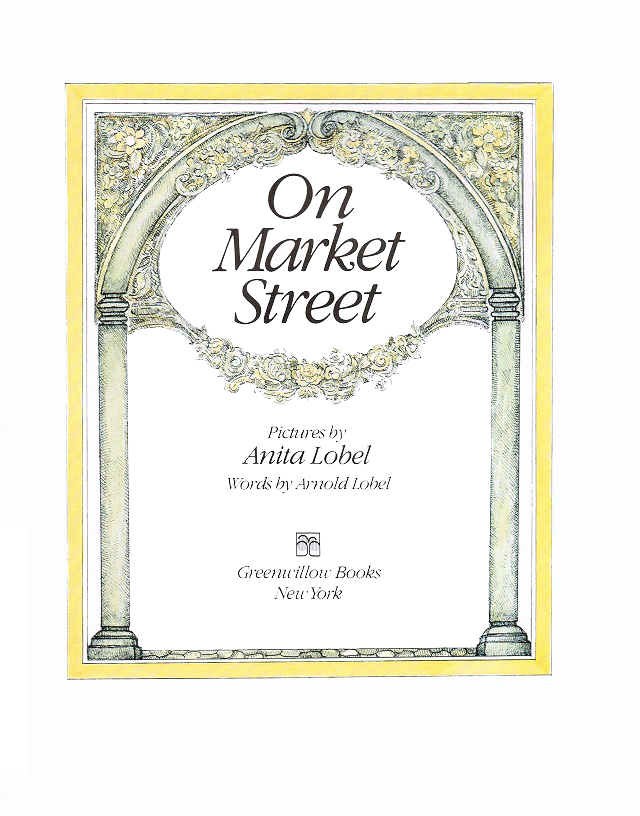 On
Market
Street
Pictures by
Anita Lobel
Words by Arnold Lobel
Greenwillow Books
New York